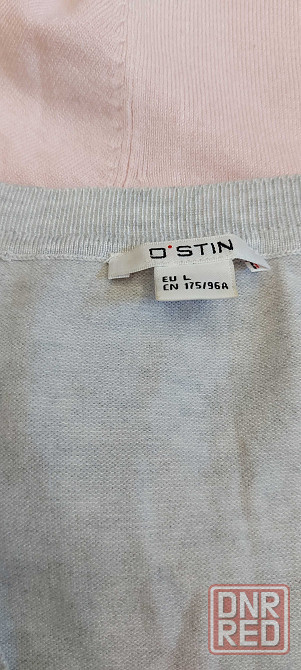 O'STIN
EU L
CN 175/96A
DNR
RED